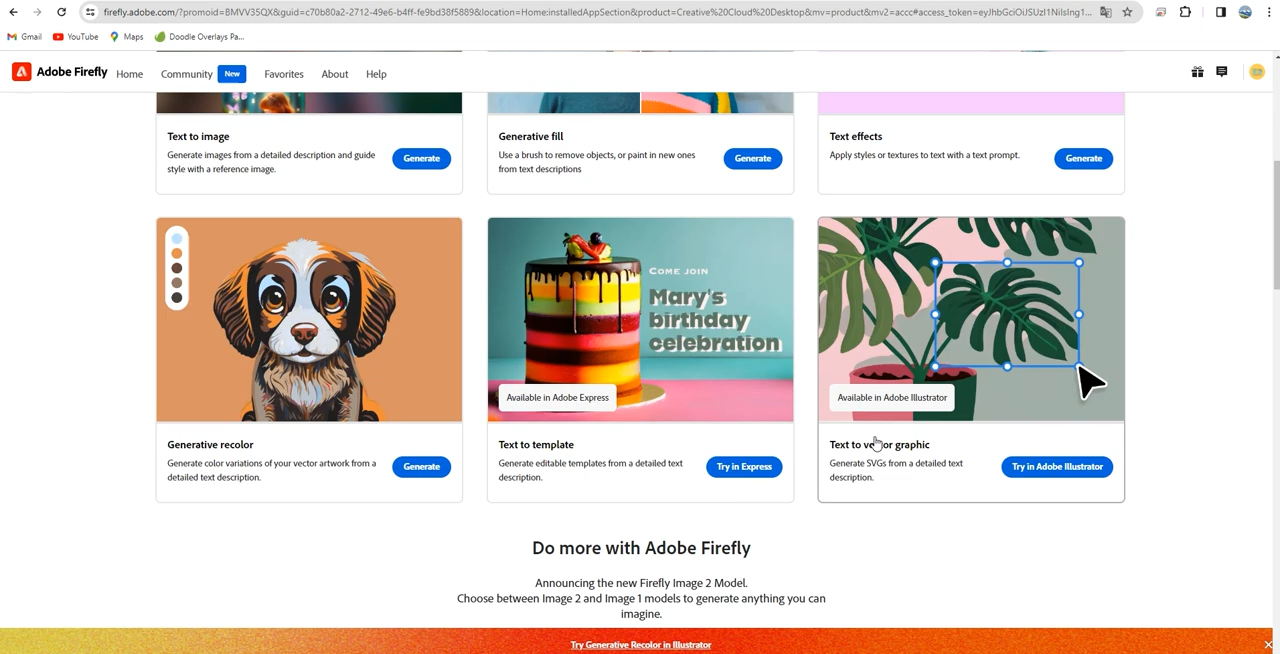 firefly.adobe.com/?promoid=BMVV35QX&guid=c70b80a2-2712-49e6-b4ff-fe9bd38f5889&location=Home:installedAppSection&product=Creative%20Cloud%20Desktop&mv=product&mv2=accc#access_token=eyJhbGciOiJSUzI1NiIsIng1...
Gmail
YouTube
Maps
Doodle Overlays Pa...
Adobe Firefly
Home
Community
New
Favorites
About
Help
Text to image
Generate images from a detailed description and guide
style with a reference image.
Generate
Generative fill
Use a brush to remove objects, or paint in new ones
from text descriptions
Generate
Text effects
Apply styles or textures to text with a text prompt.
Generate
Generative recolor
Generate color variations of your vector artwork from a
detailed text description.
Generate
COME JOIN
Mary's
birthday
celebration
Available in Adobe Express
Text to template
Generate editable templates from a detailed text
description.
Try in Express
Available in Adobe Illustrator
Text to vector graphic
Generate SVGs from a detailed text
description.
Try in Adobe Illustrator
Do more with Adobe Firefly
Announcing the new Firefly Image 2 Model.
Choose between Image 2 and Image 1 models to generate anything you can
imagine.
Try Generative Recolor in Illustrator